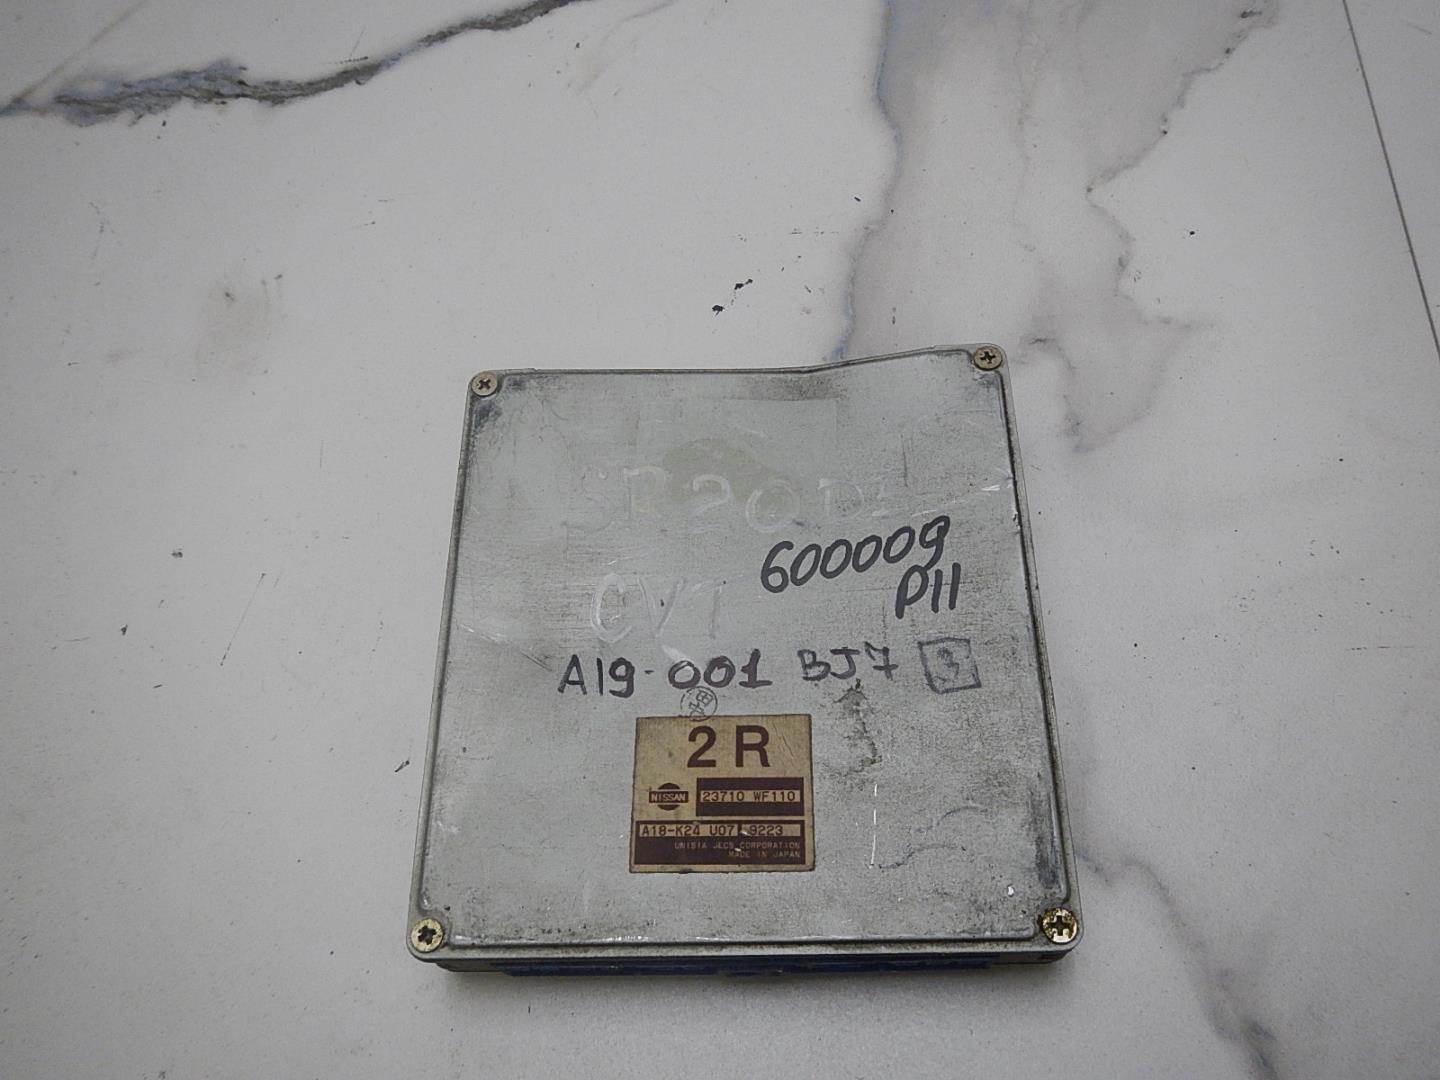 SR20DE
CVT
600009
P11
A19-001 BJ7 3
2R
NISSAN 23710 WF110
A18-K24 U07 9223
UNISIA JECS CORPORATION
MADE IN JAPAN